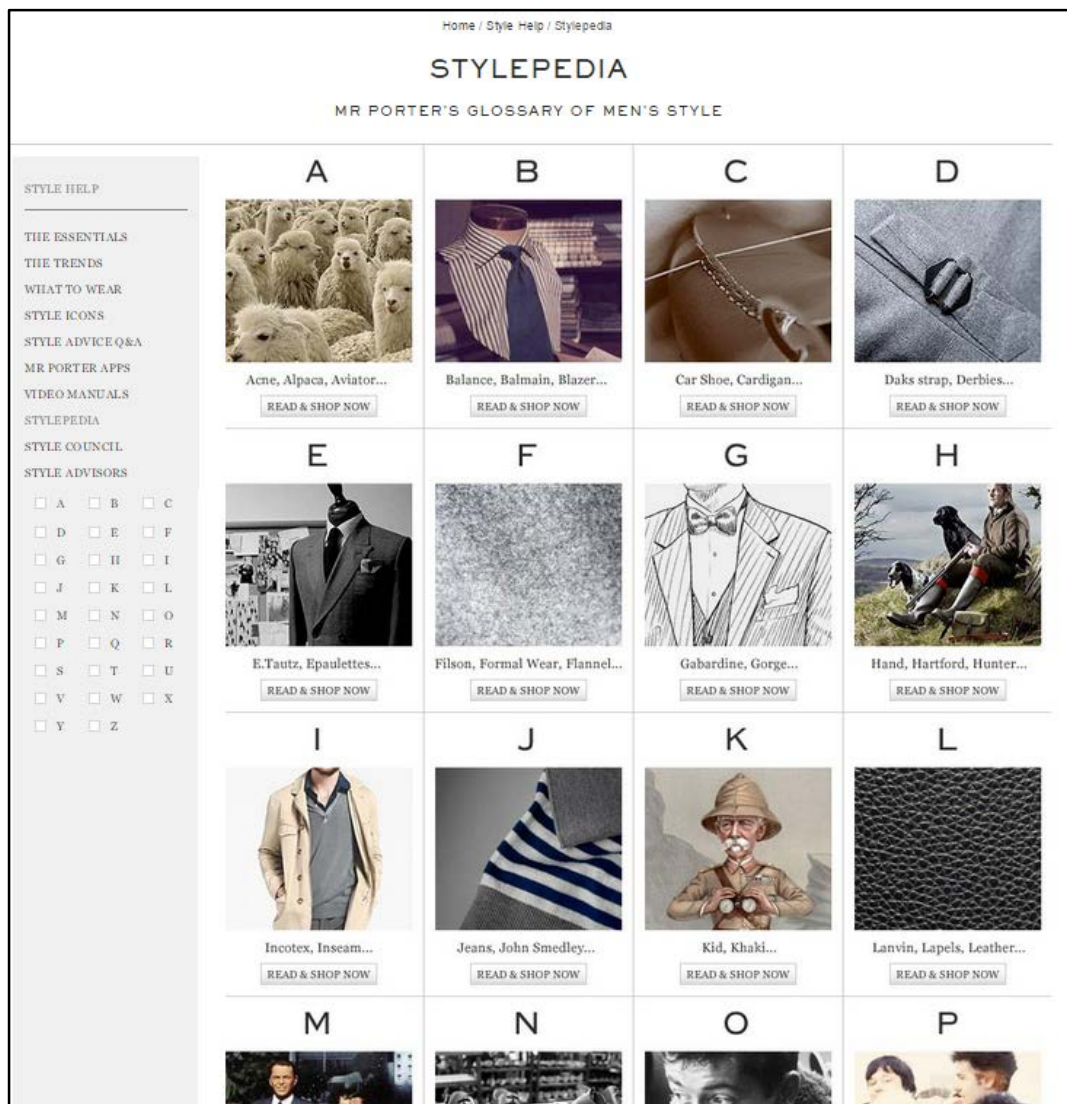 Home / Style Help / Stylepedia
STYLEPEDIA
MR PORTER'S GLOSSARY OF MEN'S STYLE
STYLE HELP
THE ESSENTIALS
THE TRENDS
WHAT TO WEAR
STYLE ICONS
STYLE ADVICE Q&A
MR PORTER APPS
VIDEO MANUALS
STYLEPEDIA
STYLE COUNCIL
STYLE ADVISORS
A B C
D E F
G H I
J K L
M N O
P Q R
S T U
V W X
Y Z
A B C D
Acne, Alpaca, Aviator... Balance, Balmain, Blazer... Car Shoe, Cardigan... Daks strap, Derbies...
READ & SHOP NOW READ & SHOP NOW READ & SHOP NOW READ & SHOP NOW
E F G H
E.Tautz, Epaulettes... Filson, Formal Wear, Flannel... Gabardine, Gorge... Hand, Hartford, Hunter...
READ & SHOP NOW READ & SHOP NOW READ & SHOP NOW READ & SHOP NOW
I J K L
Incotex, Inseam... Jeans, John Smedley... Kid, Khaki... Lanvin, Lapels, Leather...
READ & SHOP NOW READ & SHOP NOW READ & SHOP NOW READ & SHOP NOW
M N O P